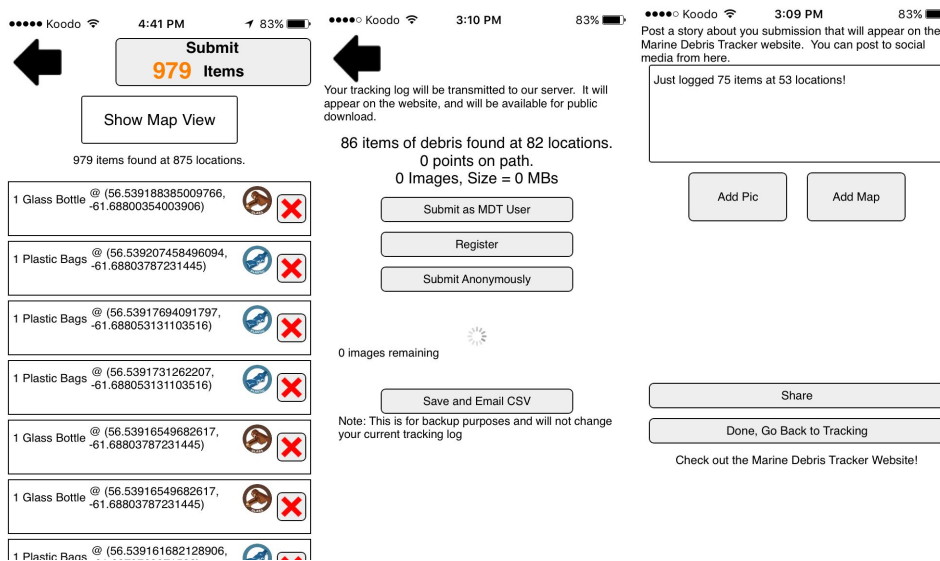 ●●●●● Koodo 4:41 PM 83%
Submit
979 Items
Show Map View
979 items found at 875 locations.
1 Glass Bottle @ (56.539188385009766,
-61.68800354003906)
1 Plastic Bags @ (56.539207458496094,
-61.68803787231445)
1 Plastic Bags @ (56.53917694091797,
-61.688053131103516)
1 Plastic Bags @ (56.5391731262207,
-61.688053131103516)
1 Glass Bottle @ (56.53916549682617,
-61.68803787231445)
1 Glass Bottle @ (56.53916549682617,
-61.68803787231445)
1 Plastic Bags @ (56.539161682128906,
●●●●○ Koodo 3:10 PM 83%
Your tracking log will be transmitted to our server. It will
appear on the website, and will be available for public
download.
86 items of debris found at 82 locations.
0 points on path.
0 Images, Size = 0 MBs
Submit as MDT User
Register
Submit Anonymously
0 images remaining
Save and Email CSV
Note: This is for backup purposes and will not change
your current tracking log
●●●●○ Koodo 3:09 PM 83%
Post a story about you submission that will appear on the
Marine Debris Tracker website. You can post to social
media from here.
Just logged 75 items at 53 locations!
Add Pic
Add Map
Share
Done, Go Back to Tracking
Check out the Marine Debris Tracker Website!